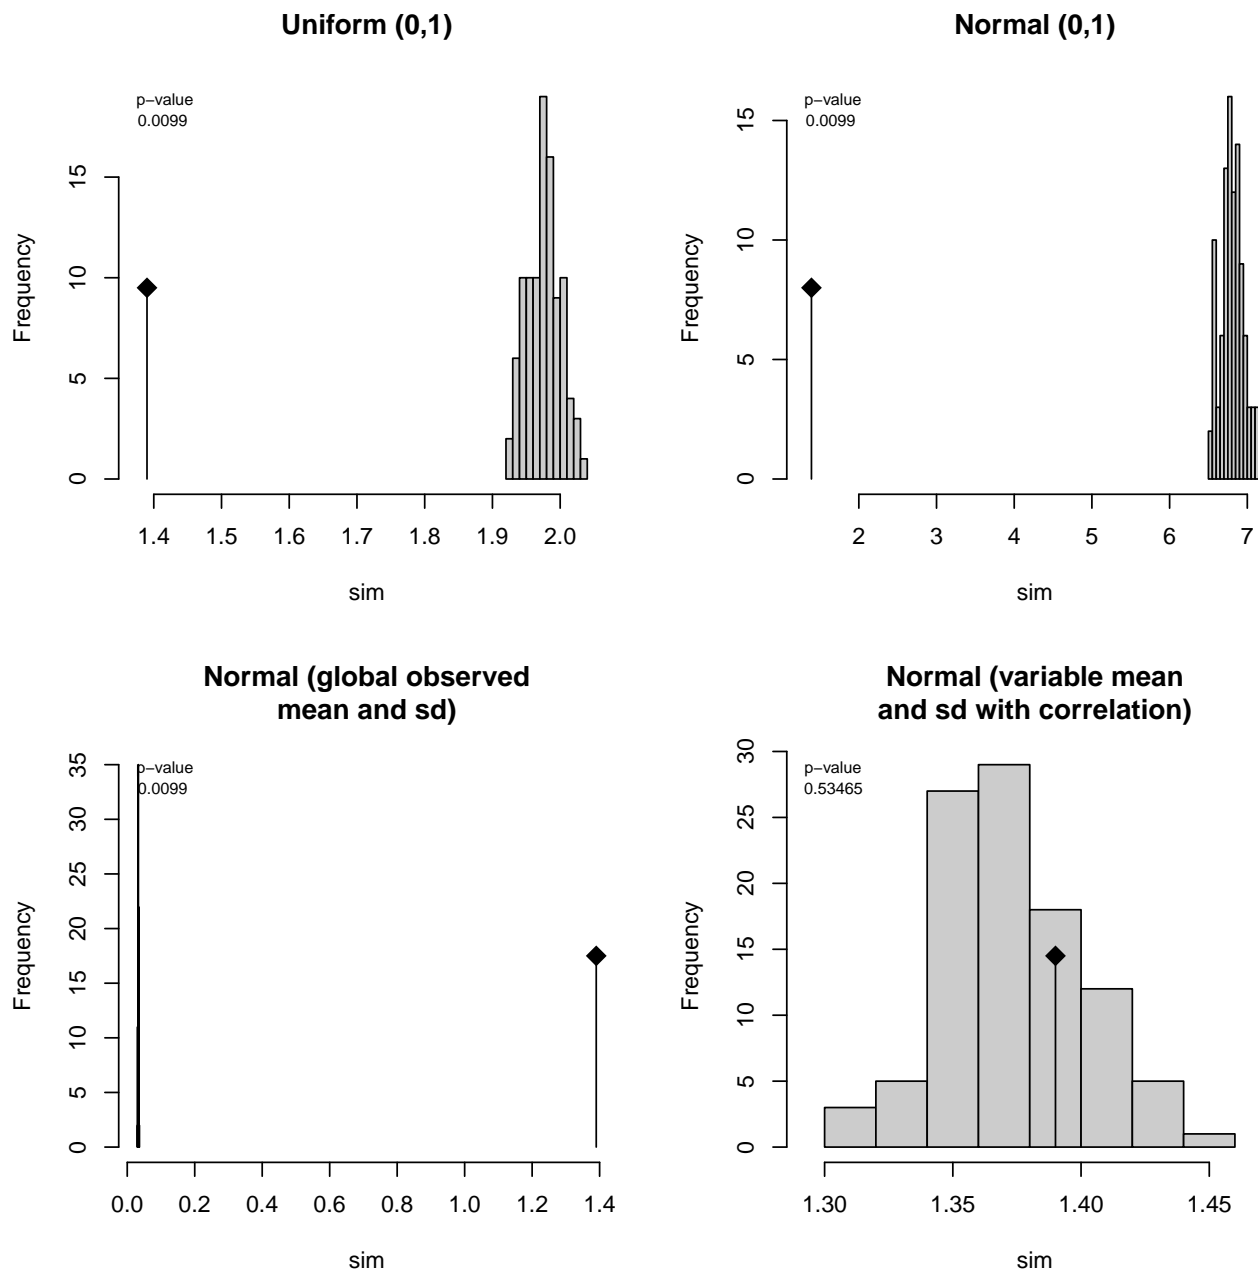 Uniform (0,1)
p−value
0.0099
Frequency
0 5 10 15
1.4 1.5 1.6 1.7 1.8 1.9 2.0
sim
Normal (0,1)
p−value
0.0099
Frequency
0 5 10 15
2 3 4 5 6 7
sim
Normal (global observed
mean and sd)
p−value
0.0099
Frequency
0 5 10 15 20 25 30 35
0.0 0.2 0.4 0.6 0.8 1.0 1.2 1.4
sim
Normal (variable mean
and sd with correlation)
p−value
0.53465
Frequency
0 5 10 15 20 25 30
1.30 1.35 1.40 1.45
sim